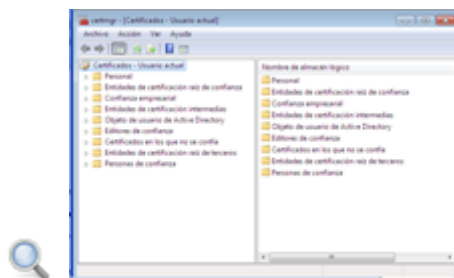 certmgr - [Certificados - Usuario actual]
Archivo Acción Ver Ayuda
Certificados - Usuario actual
Personal
Entidades de certificación raíz de confianza
Confianza empresarial
Entidades de certificación intermedias
Objeto de usuario de Active Directory
Editores de confianza
Certificados en los que no se confía
Entidades de certificación raíz de terceros
Personas de confianza
Nombre de almacén lógico
Personal
Entidades de certificación raíz de confianza
Confianza empresarial
Entidades de certificación intermedias
Objeto de usuario de Active Directory
Editores de confianza
Certificados en los que no se confía
Entidades de certificación raíz de terceros
Personas de confianza